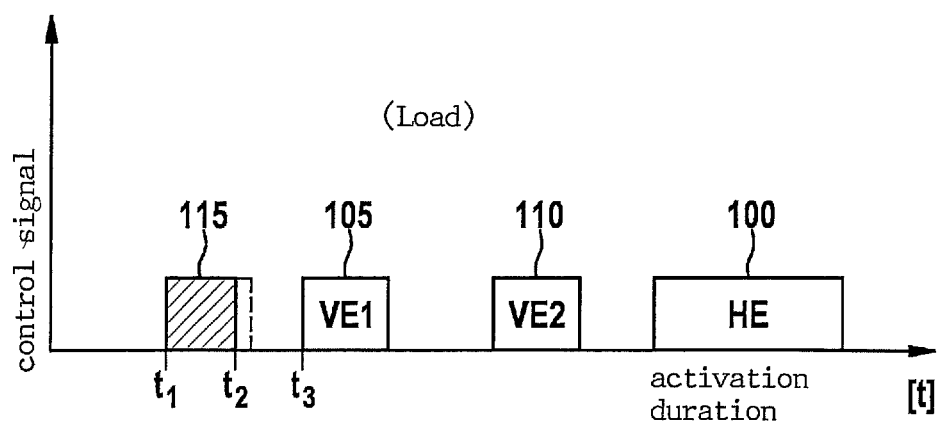 (Load)
control signal
115
105
110
100
VE1
VE2
HE
t1
t2
t3
activation
duration
[t]